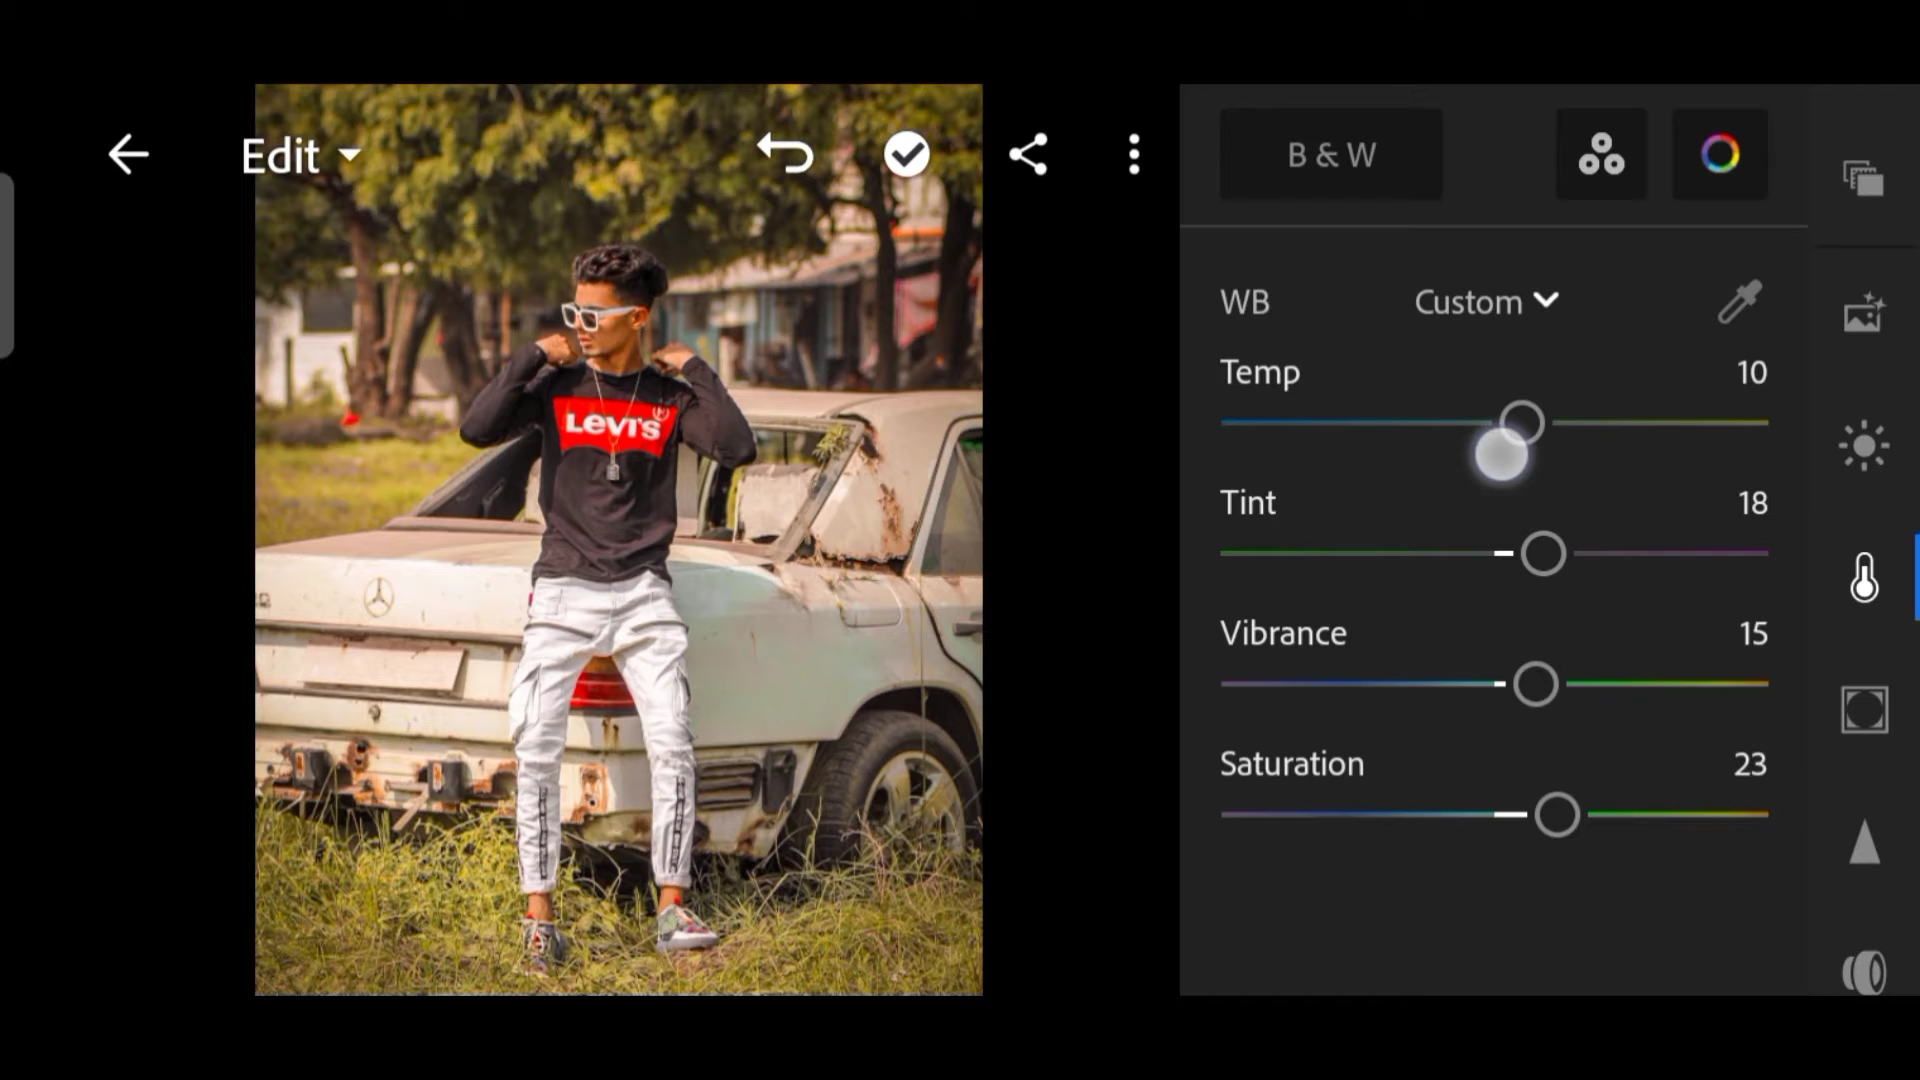 Edit
B & W
WB Custom
Temp 10
Tint 18
Vibrance 15
Saturation 23
LEVI'S ®